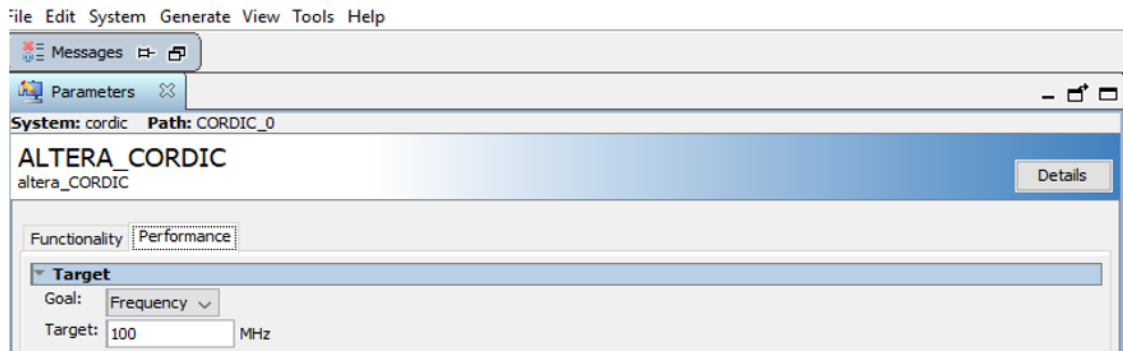 File Edit System Generate View Tools Help
Messages
Parameters
System: cordic Path: CORDIC_0
ALTERA_CORDIC
altera_CORDIC
Details
Functionality Performance
Target
Goal: Frequency
Target: 100 MHz